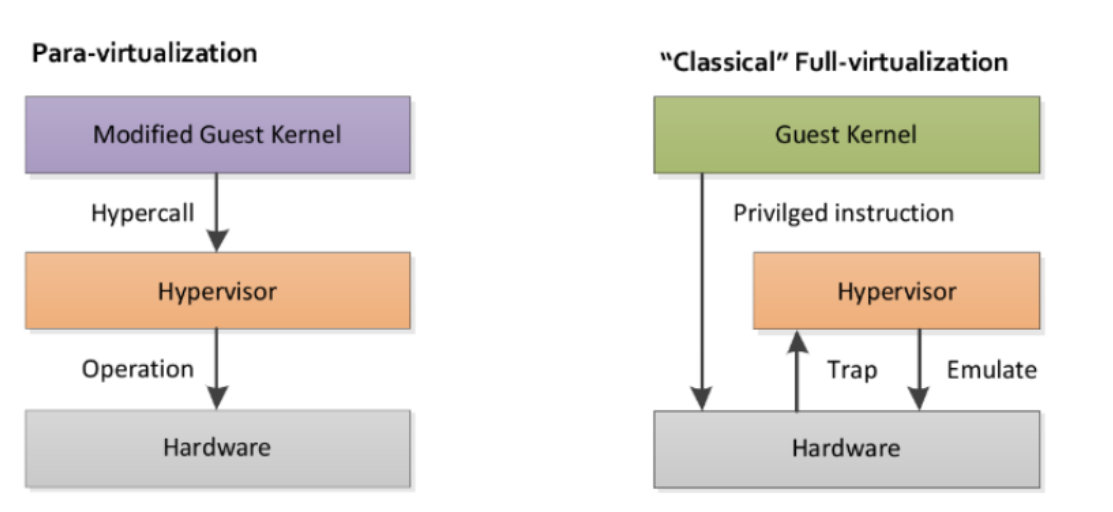 Para-virtualization
Modified Guest Kernel
Hypercall
Hypervisor
Operation
Hardware
“Classical” Full-virtualization
Guest Kernel
Privilged instruction
Hypervisor
Trap
Emulate
Hardware